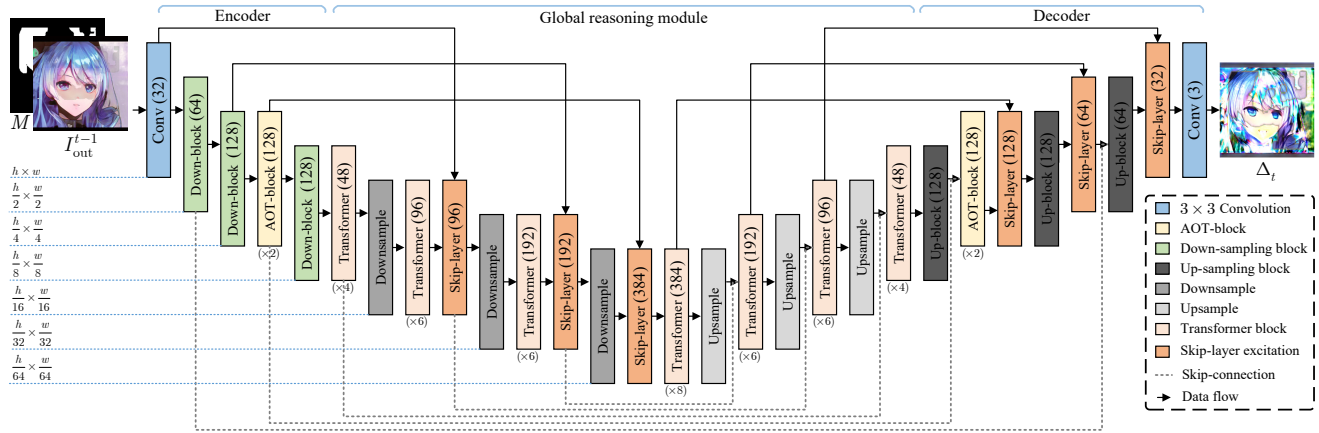 Encoder
Global reasoning module
Decoder
M
I_out^{t-1}
h × w
h/2 × w/2
h/4 × w/4
h/8 × w/8
h/16 × w/16
h/32 × w/32
h/64 × w/64
Conv (32)
Down-block (64)
Down-block (128)
AOT-block (128)
(×2)
Down-block (128)
Transformer (48)
(×4)
Downsample
Transformer (96)
(×6)
Skip-layer (96)
Downsample
Transformer (192)
(×6)
Skip-layer (192)
Downsample
Skip-layer (384)
Transformer (384)
(×8)
Upsample
Transformer (192)
(×6)
Upsample
Transformer (96)
(×6)
Upsample
Transformer (48)
(×4)
Up-block (128)
AOT-block (128)
(×2)
Skip-layer (128)
Up-block (128)
Skip-layer (64)
Up-block (64)
Skip-layer (32)
Conv (3)
Δ_t
3 × 3 Convolution
AOT-block
Down-sampling block
Up-sampling block
Downsample
Upsample
Transformer block
Skip-layer excitation
Skip-connection
Data flow